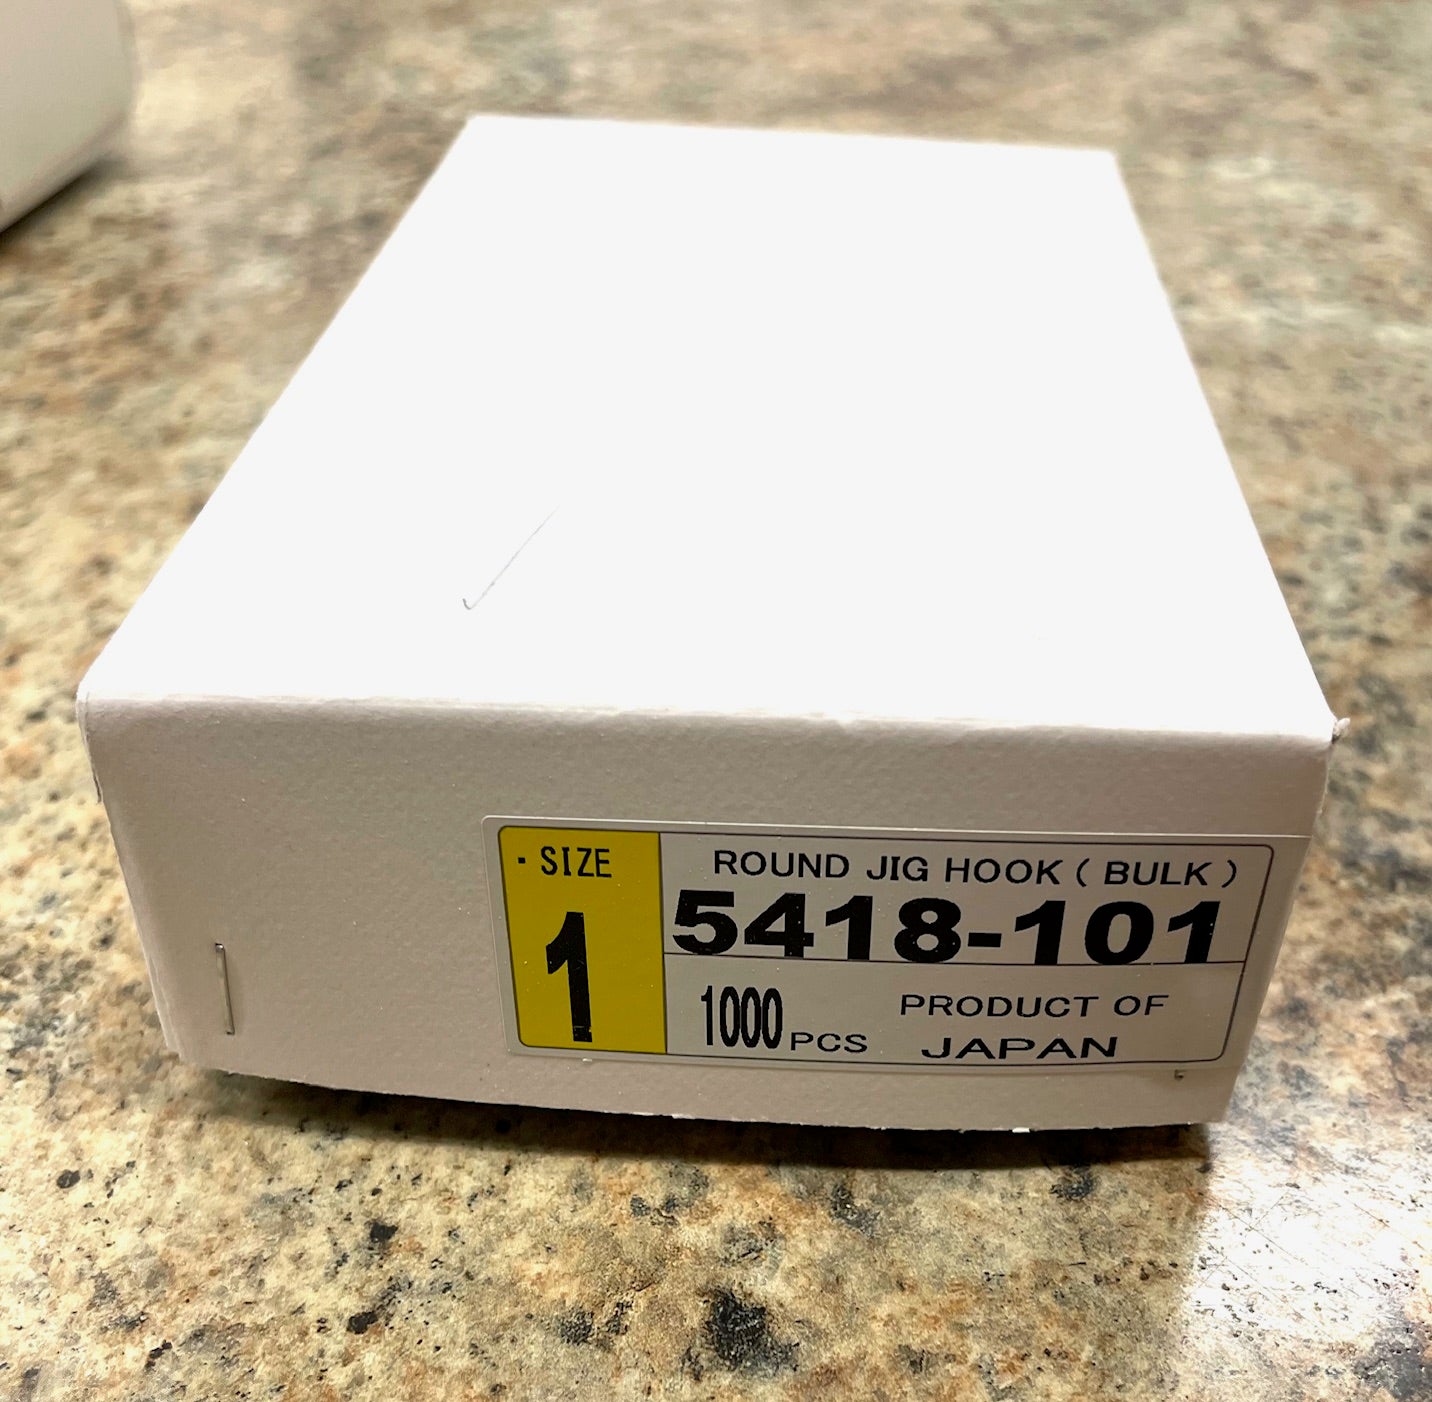 · SIZE
1
ROUND JIG HOOK ( BULK )
5418-101
1000 PCS
PRODUCT OF
JAPAN